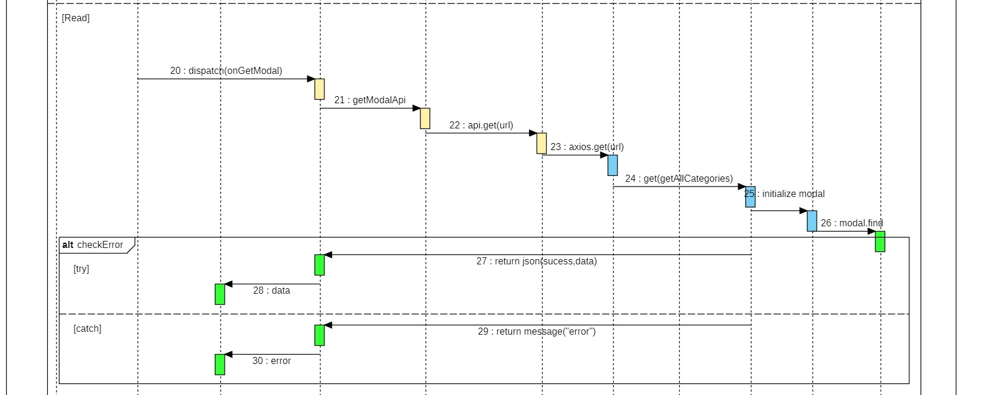 [Read]
20 : dispatch(onGetModal)
21 : getModalApi
22 : api.get(url)
23 : axios.get(url)
24 : get(getAllCategories)
25 : initialize modal
26 : modal.find
alt checkError
27 : return json(sucess,data)
[try]
28 : data
[catch]
29 : return message("error")
30 : error